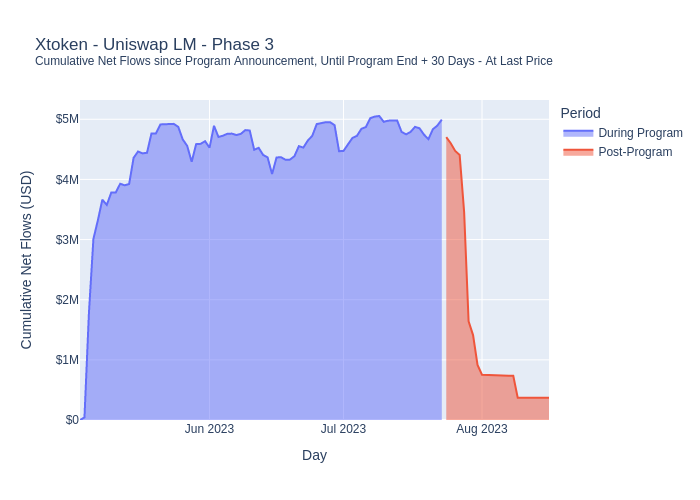 Xtoken - Uniswap LM - Phase 3
Cumulative Net Flows since Program Announcement, Until Program End + 30 Days - At Last Price
Period
During Program
Post-Program
Cumulative Net Flows (USD)
$5M
$4M
$3M
$2M
$1M
$0
Jun 2023
Jul 2023
Aug 2023
Day